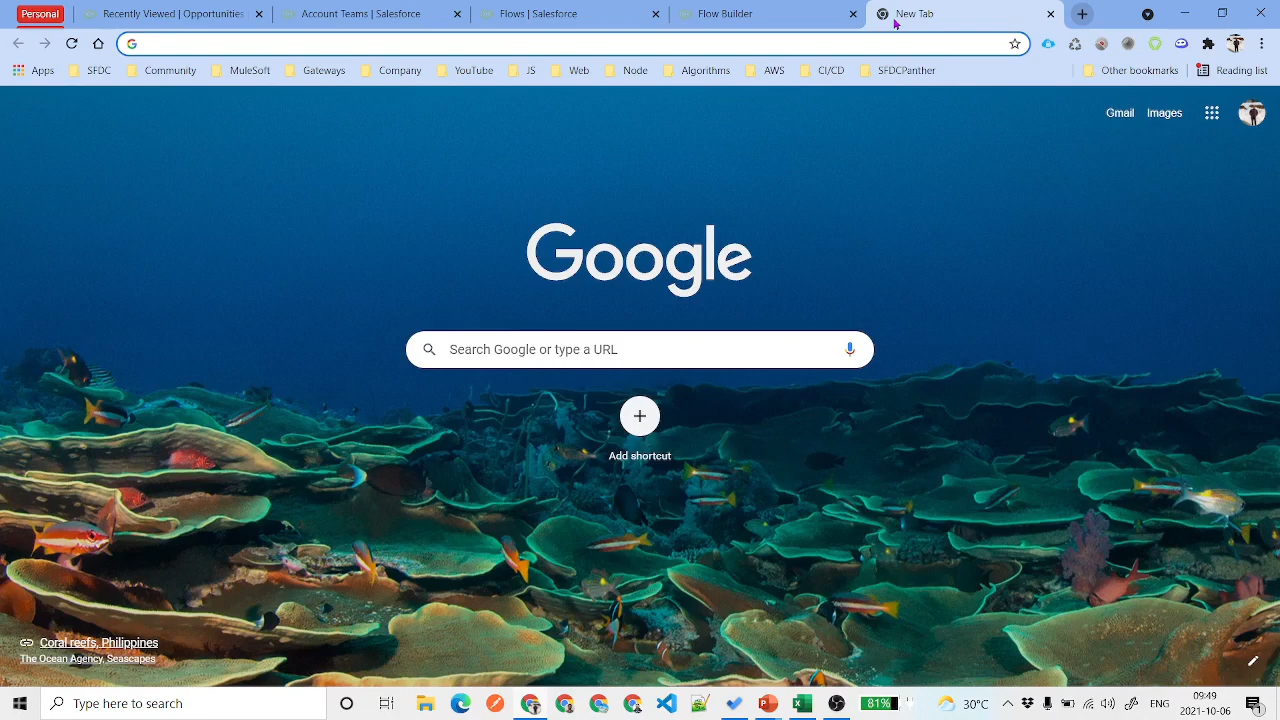 Personal Recently Viewed | Opportunities Account Teams | Salesforce Flows | Salesforce Flow Builder New Tab
Apps SFDC Community MuleSoft Gateways Company YouTube JS Web Node Algorithms AWS CI/CD SFDCPanther Other bookmarks Reading list
Gmail Images
Google
Search Google or type a URL
Add shortcut
Coral reefs, Philippines
The Ocean Agency, Seascapes
Type here to search 81% 30°C ENG 09:49
2021-10-06